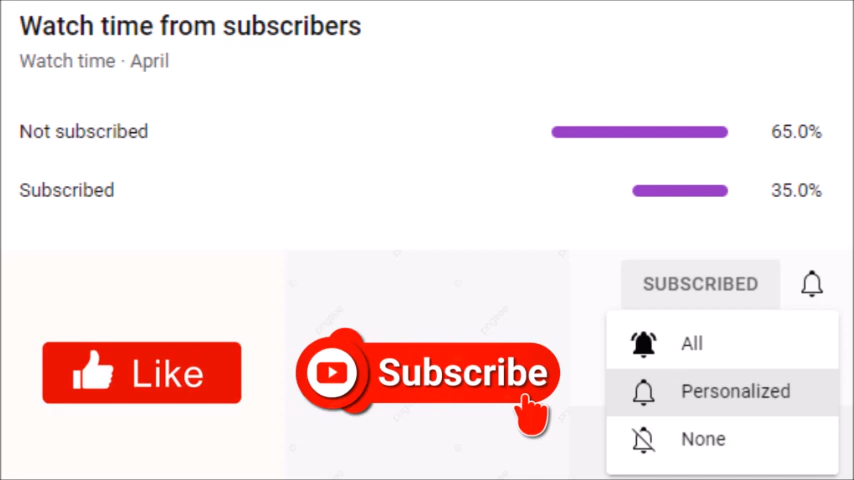 Watch time from subscribers
Watch time · April
Not subscribed 65.0%
Subscribed 35.0%
SUBSCRIBED
Like
Subscribe
All
Personalized
None